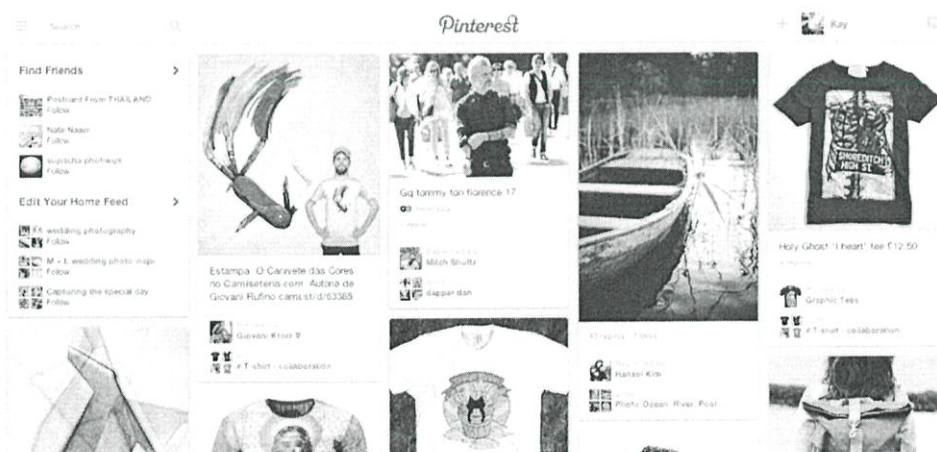 Search
Pinterest
Kay
Find Friends
Postcard From THAILAND
Follow
Follow
Follow
Edit Your Home Feed
wedding photography
Follow
M + L wedding photo inspi
Follow
Capturing the special day
Follow
Estampa O Canivete das Cores
no Camiseteria.com. Autoria de
Giovani Rufino cami.st/d/63385
# T-shirt - collaboration
Gq tommy ton florence 17
Mitch Shultz
dapper dan
Hansol Kim
Photo Ocean, River, Pool
SHOREDITCH
HIGH ST.
Holy Ghost 'I heart' tee £12.50
Graphic Tees
# T-shirt - collaboration